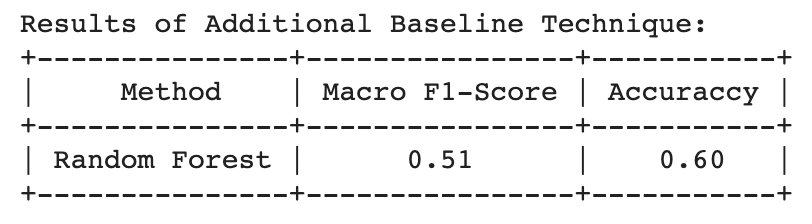 Results of Additional Baseline Technique:
+---------------+----------------+-----------+
|     Method    | Macro F1-Score | Accuraccy |
+---------------+----------------+-----------+
| Random Forest |      0.51      |    0.60   |
+---------------+----------------+-----------+